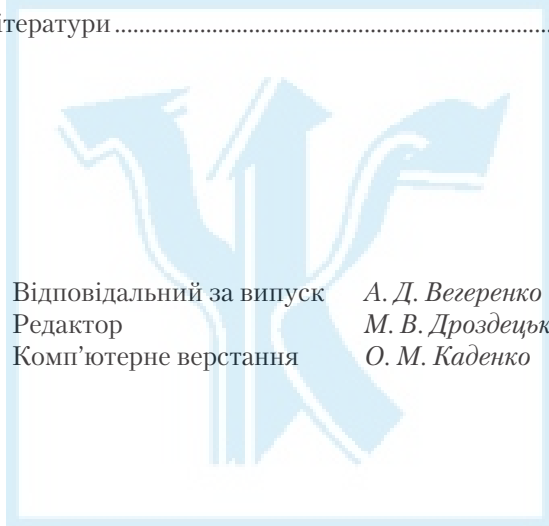 ітератури
Відповідальний за випуск А. Д. Вегеренко
Редактор М. В. Дроздецьк
Комп'ютерне верстання О. М. Каденко